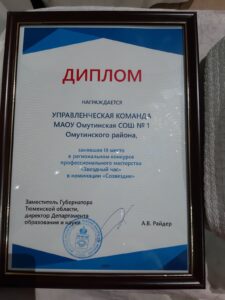 ДИПЛОМ
НАГРАЖДАЕТСЯ
УПРАВЛЕНЧЕСКАЯ КОМАНДА
МАОУ Омутинская СОШ № 1
Омутинского района,
занявшая III место
в региональном конкурсе
профессионального мастерства
«Звездный час»
в номинации «Созвездие»
Заместитель Губернатора
Тюменской области,
директор Департамента
образования и науки
А.В. Райдер